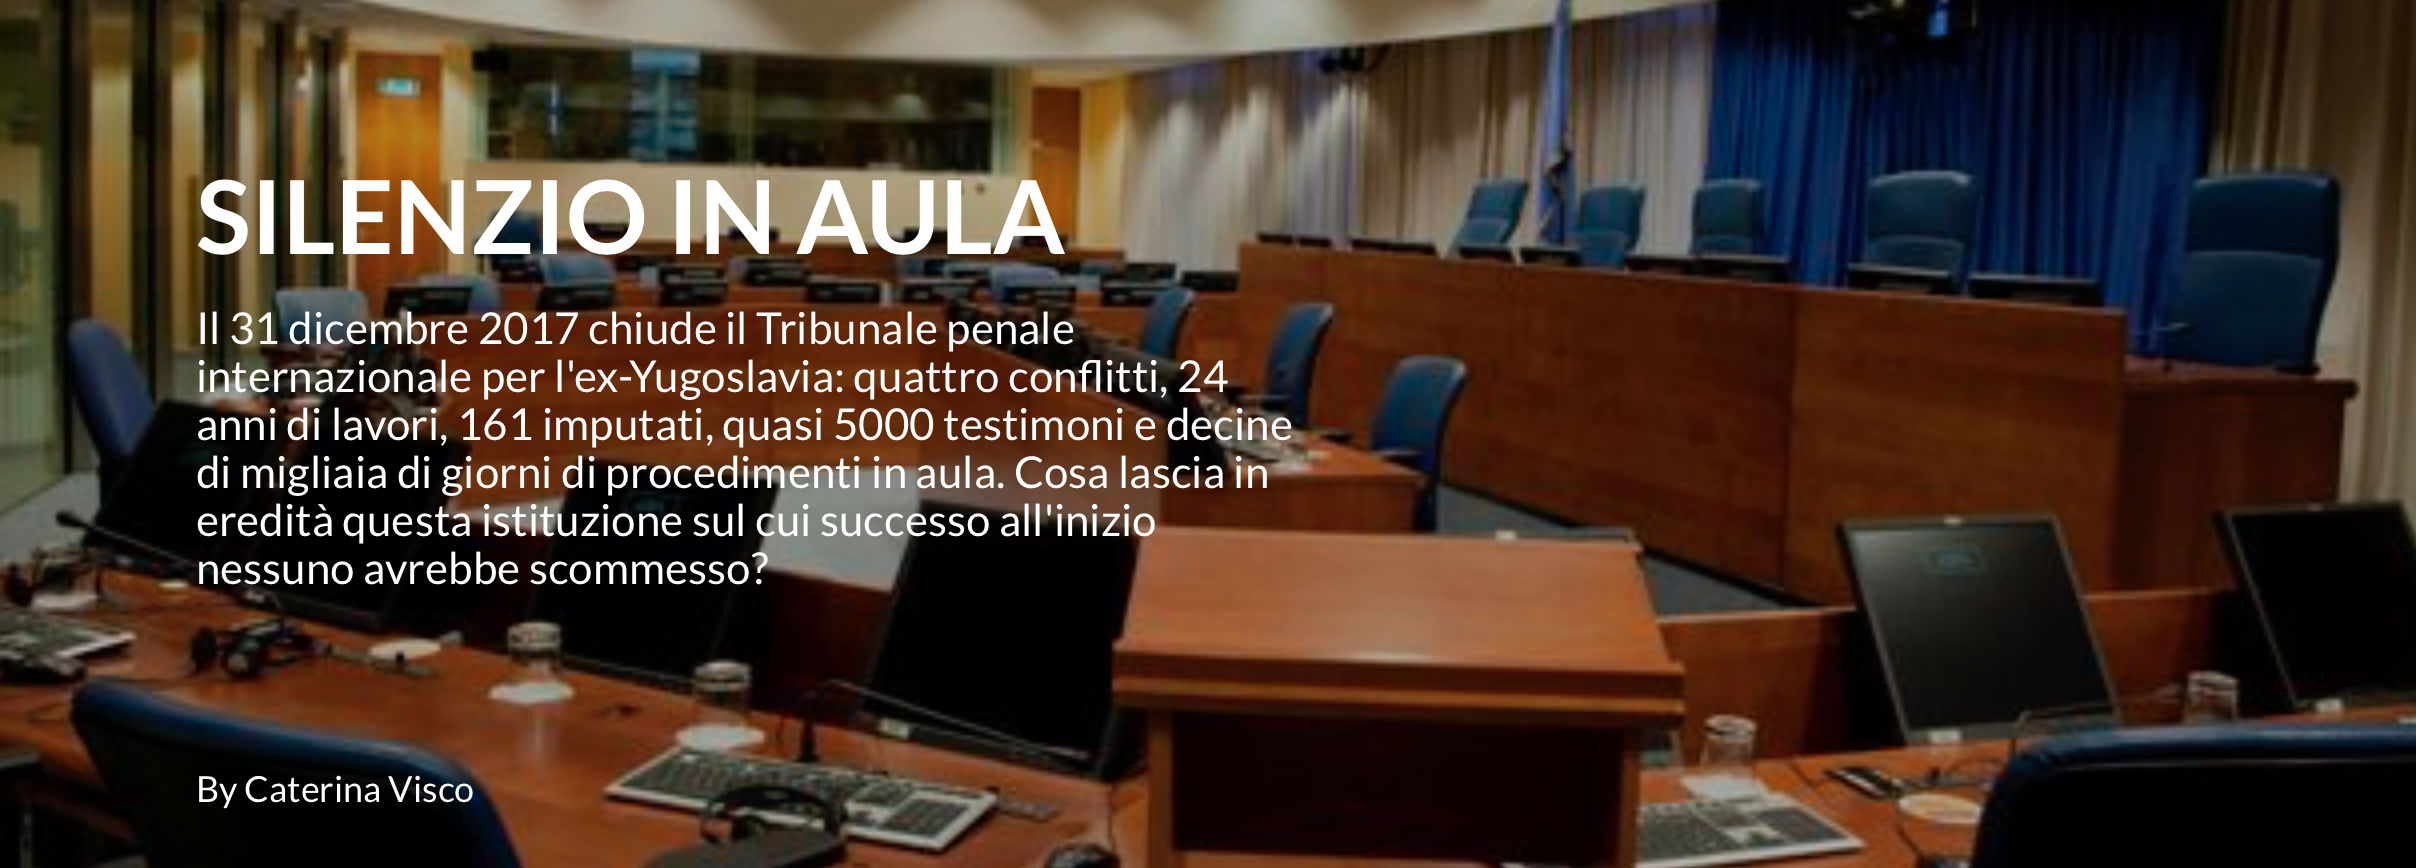 SILENZIO IN AULA
Il 31 dicembre 2017 chiude il Tribunale penale
internazionale per l'ex-Yugoslavia: quattro conflitti, 24
anni di lavori, 161 imputati, quasi 5000 testimoni e decine
di migliaia di giorni di procedimenti in aula. Cosa lascia in
eredità questa istituzione sul cui successo all'inizio
nessuno avrebbe scommesso?
By Caterina Visco